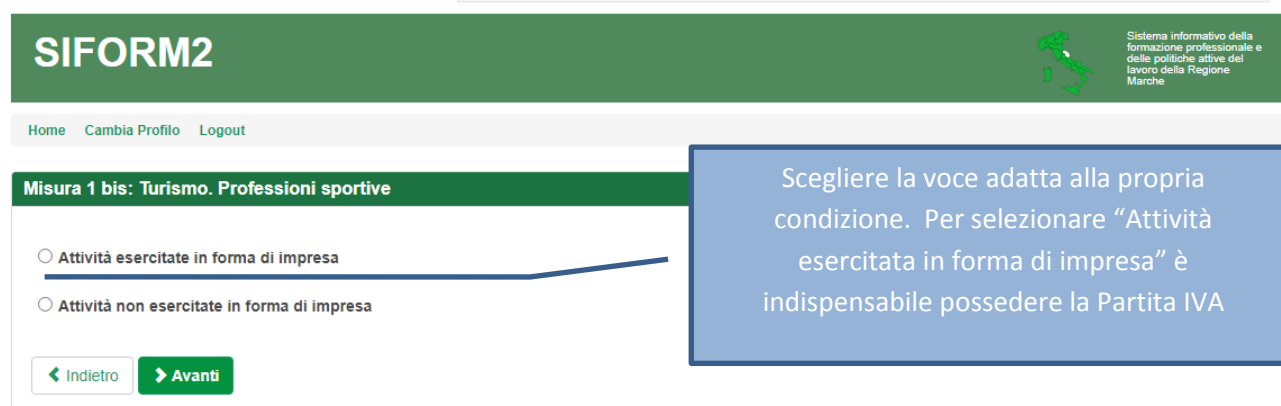 SIFORM2
Sistema informativo della
formazione professionale e
delle politiche attive del
lavoro della Regione
Marche
Home Cambia Profilo Logout
Misura 1 bis: Turismo. Professioni sportive
Attività esercitate in forma di impresa
Attività non esercitate in forma di impresa
Indietro Avanti
Scegliere la voce adatta alla propria
condizione. Per selezionare “Attività
esercitata in forma di impresa” è
indispensabile possedere la Partita IVA